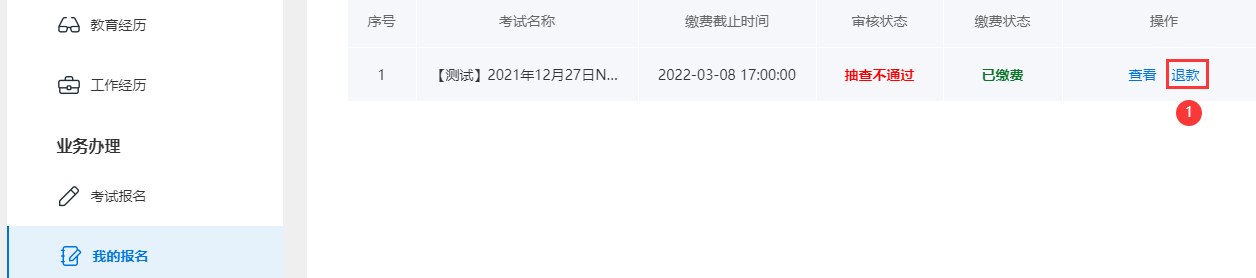 教育经历
工作经历
业务办理
考试报名
我的报名
序号 考试名称 缴费截止时间 审核状态 缴费状态 操作
1 【测试】2021年12月27日N... 2022-03-08 17:00:00 抽查不通过 已缴费 查看 退款
1